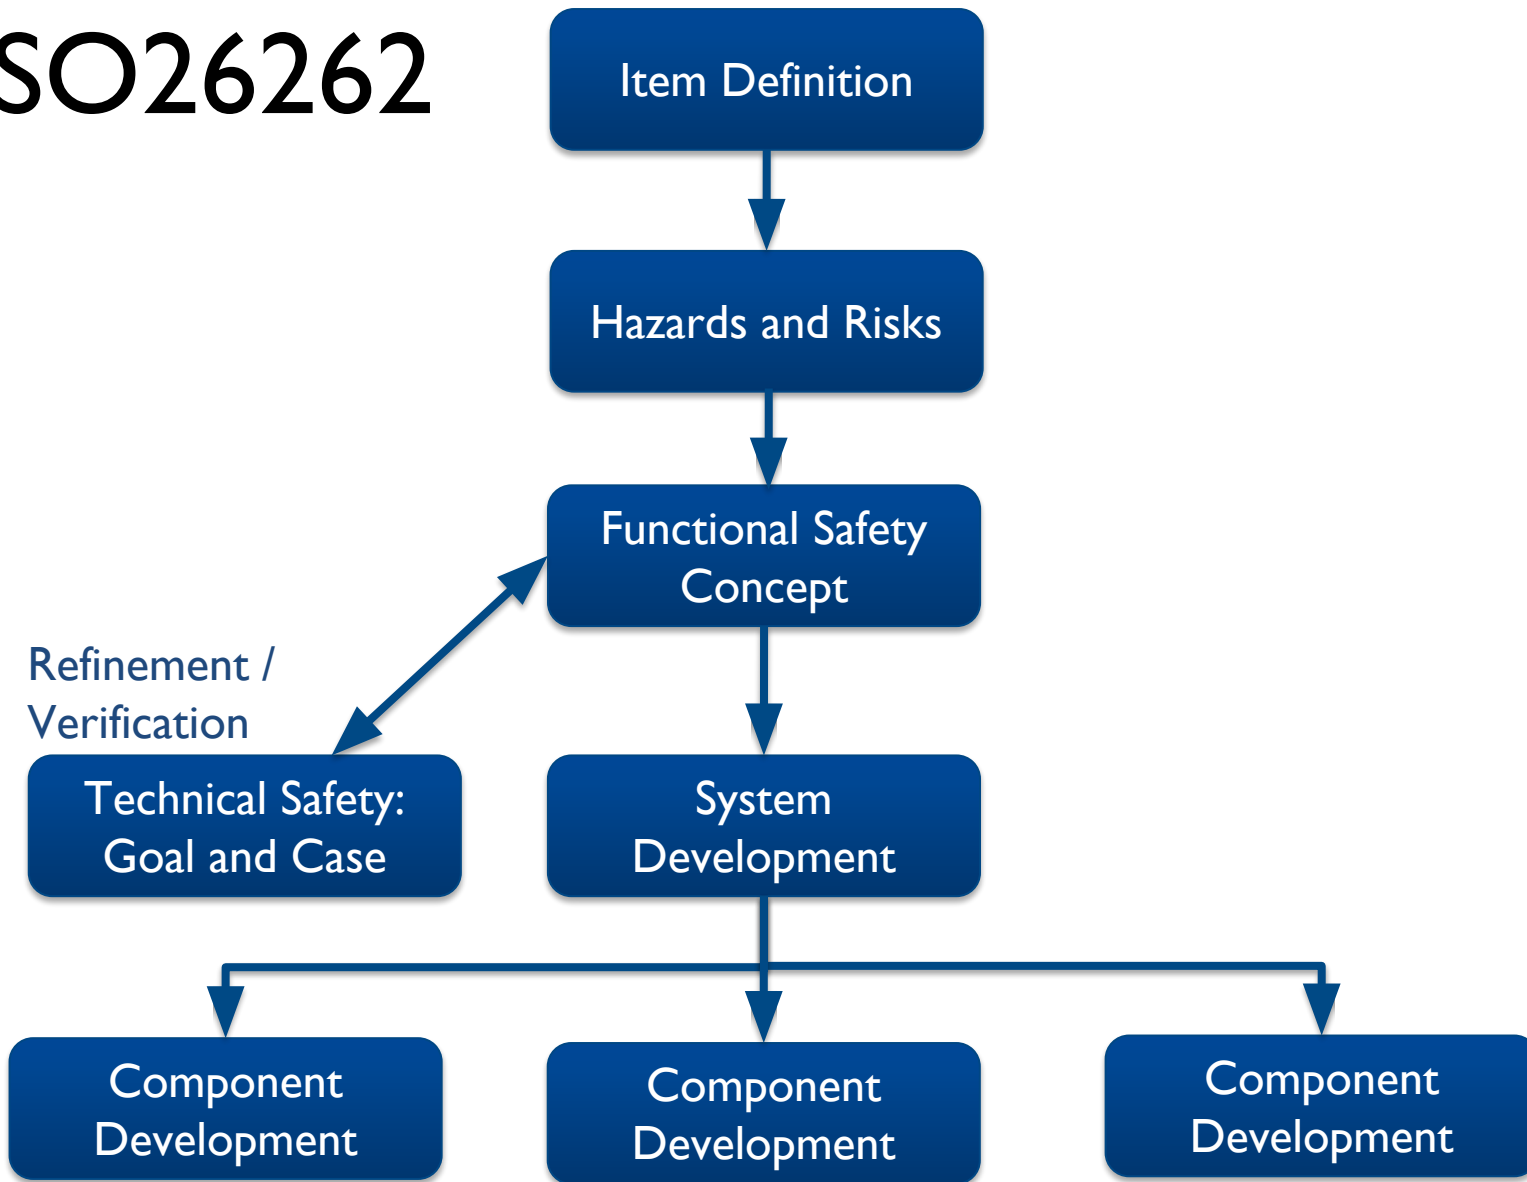 SO26262
Item Definition
Hazards and Risks
Functional Safety
Concept
Refinement /
Verification
Technical Safety:
Goal and Case
System
Development
Component
Development
Component
Development
Component
Development